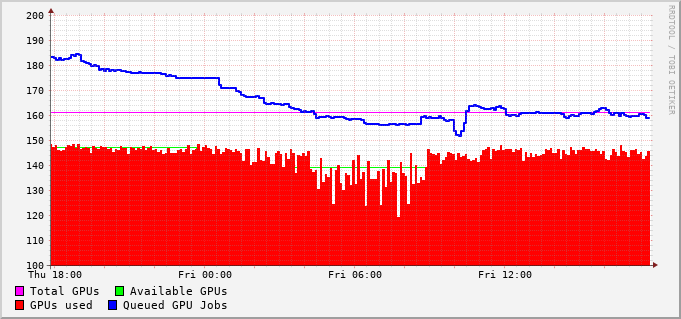 RRDTOOL / TOBI OETIKER
200
190
180
170
160
150
140
130
120
110
100
Thu 18:00 Fri 00:00 Fri 06:00 Fri 12:00
Total GPUs Available GPUs
GPUs used Queued GPU Jobs